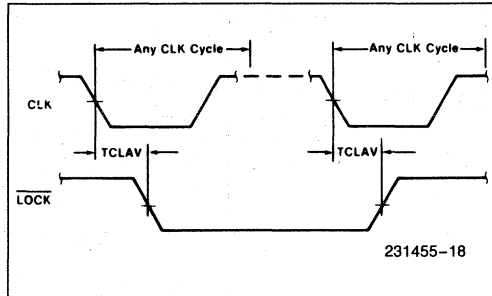 Any CLK Cycle Any CLK Cycle
CLK
TCLAV TCLAV
LOCK
231455-18